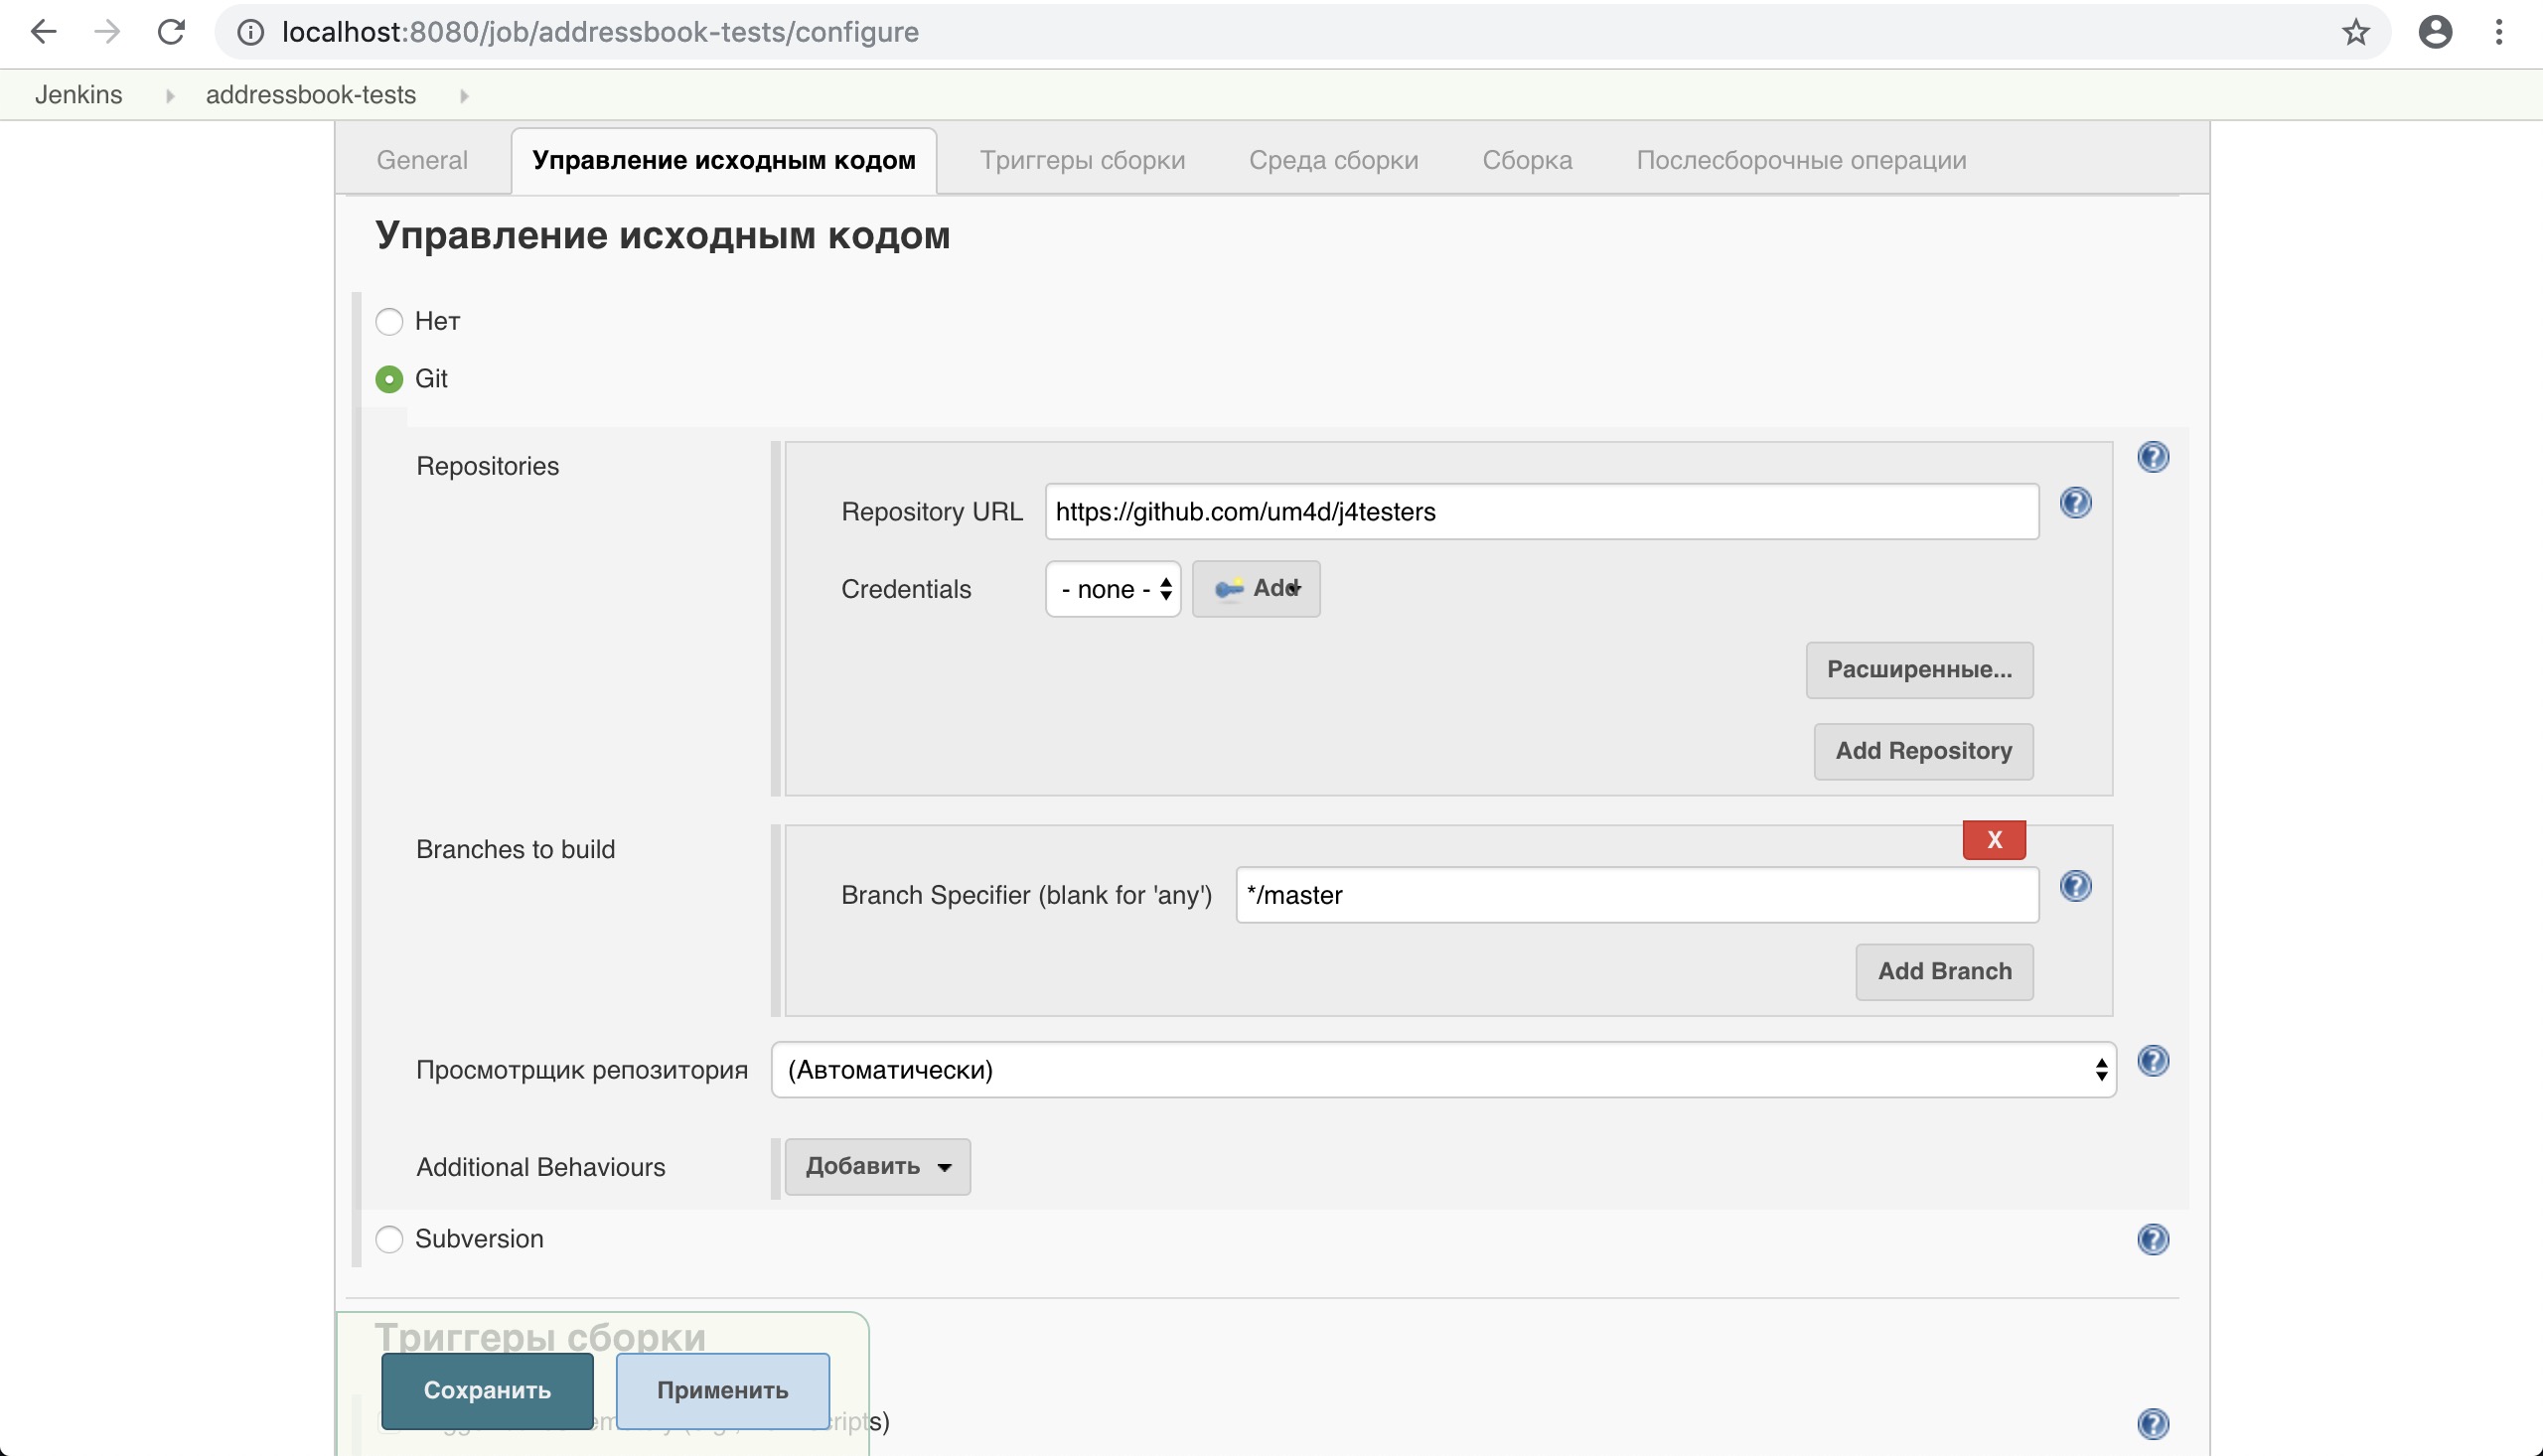 localhost:8080/job/addressbook-tests/configure
Jenkins addressbook-tests
General Управление исходным кодом Триггеры сборки Среда сборки Сборка Послесборочные операции
Управление исходным кодом
Нет
Git
Repositories
Repository URL https://github.com/um4d/j4testers
Credentials - none - Add
Расширенные...
Add Repository
Branches to build
X
Branch Specifier (blank for 'any') */master
Add Branch
Просмотрщик репозитория (Автоматически)
Additional Behaviours Добавить
Subversion
Триггеры сборки
Сохранить Применить